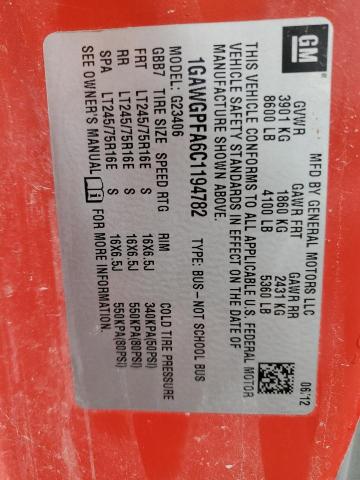 GM
MFD BY GENERAL MOTORS LLC
06/12
GVWR GAWR FRT GAWR RR
3901 KG 1860 KG 2431 KG
8600 LB 4100 LB 5360 LB
THIS VEHICLE CONFORMS TO ALL APPLICABLE U.S. FEDERAL MOTOR
VEHICLE SAFETY STANDARDS IN EFFECT ON THE DATE OF
MANUFACTURE SHOWN ABOVE.
1GAWGPFA6C1194782 TYPE: BUS-NOT SCHOOL BUS
MODEL: G23406
GBB7 TIRE SIZE SPEED RTG RIM COLD TIRE PRESSURE
FRT LT245/75R16E S 16X6.5J 340KPA(50PSI)
RR LT245/75R16E S 16X6.5J 550KPA(80PSI)
SPA LT245/75R16E S 16X6.5J 550KPA(80PSI)
SEE OWNER'S MANUAL FOR MORE INFORMATION.